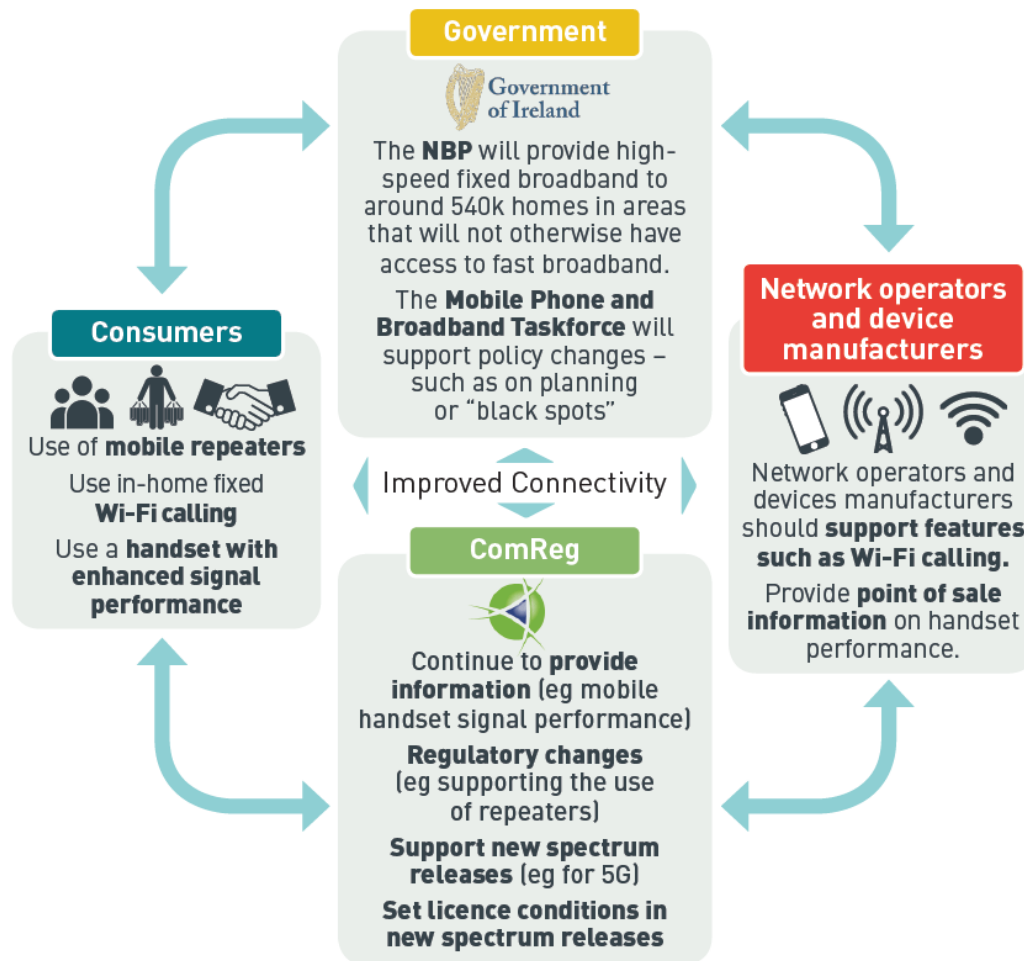 Government
Government
of Ireland
The NBP will provide high-
speed fixed broadband to
around 540k homes in areas
that will not otherwise have
access to fast broadband.
The Mobile Phone and
Broadband Taskforce will
support policy changes –
such as on planning
or “black spots”
Consumers
Use of mobile repeaters
Use in-home fixed
Wi-Fi calling
Use a handset with
enhanced signal
performance
Improved Connectivity
Network operators
and device
manufacturers
Network operators and
devices manufacturers
should support features
such as Wi-Fi calling.
Provide point of sale
information on handset
performance.
ComReg
Continue to provide
information (eg mobile
handset signal performance)
Regulatory changes
(eg supporting the use
of repeaters)
Support new spectrum
releases (eg for 5G)
Set licence conditions in
new spectrum releases